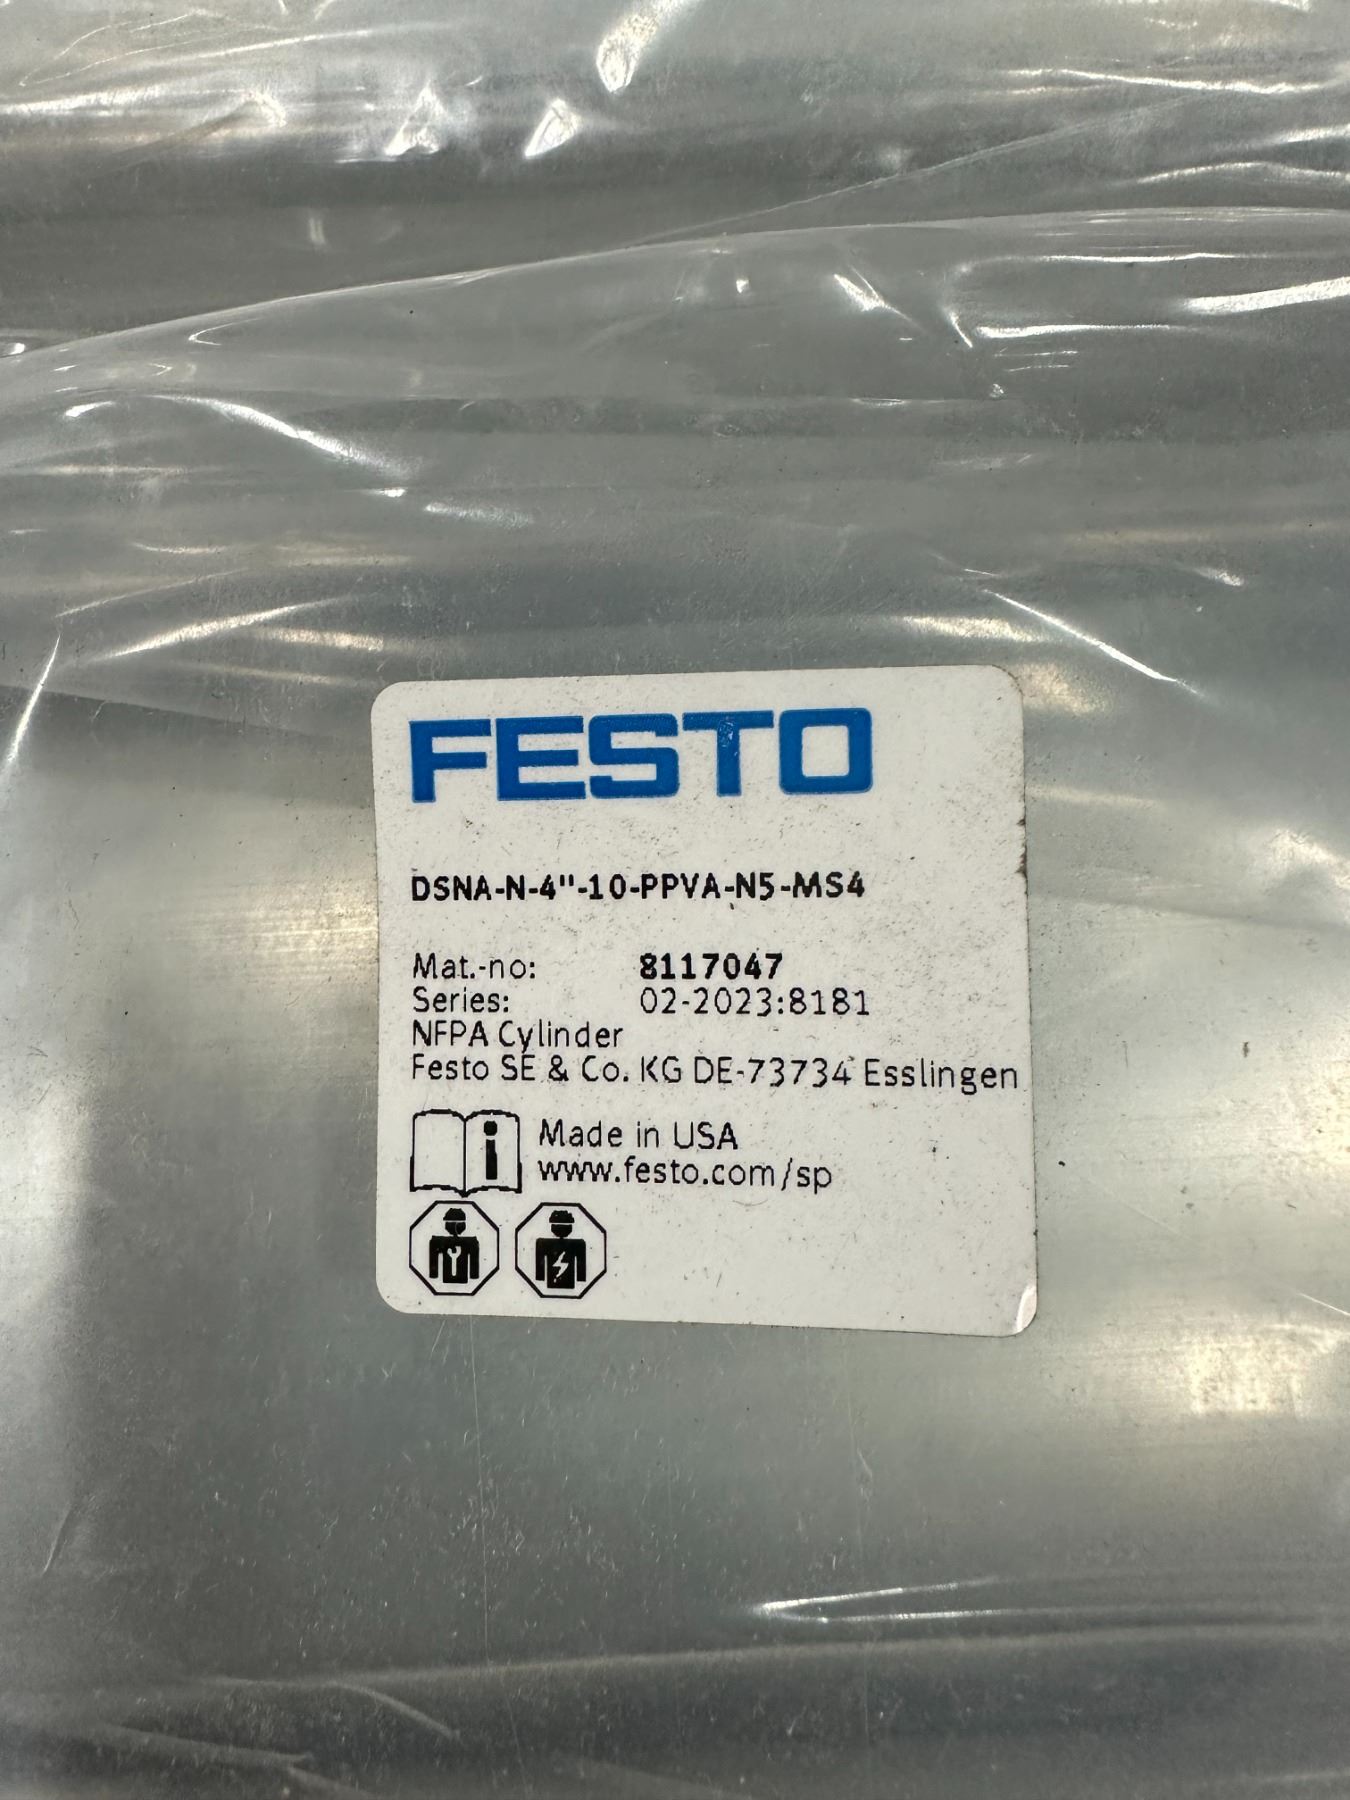 FESTO
DSNA-N-4"-10-PPVA-N5-MS4
Mat.-no: 8117047
Series: 02-2023:8181
NFPA Cylinder
Festo SE & Co. KG DE-73734 Esslingen
i Made in USA
www.festo.com/sp